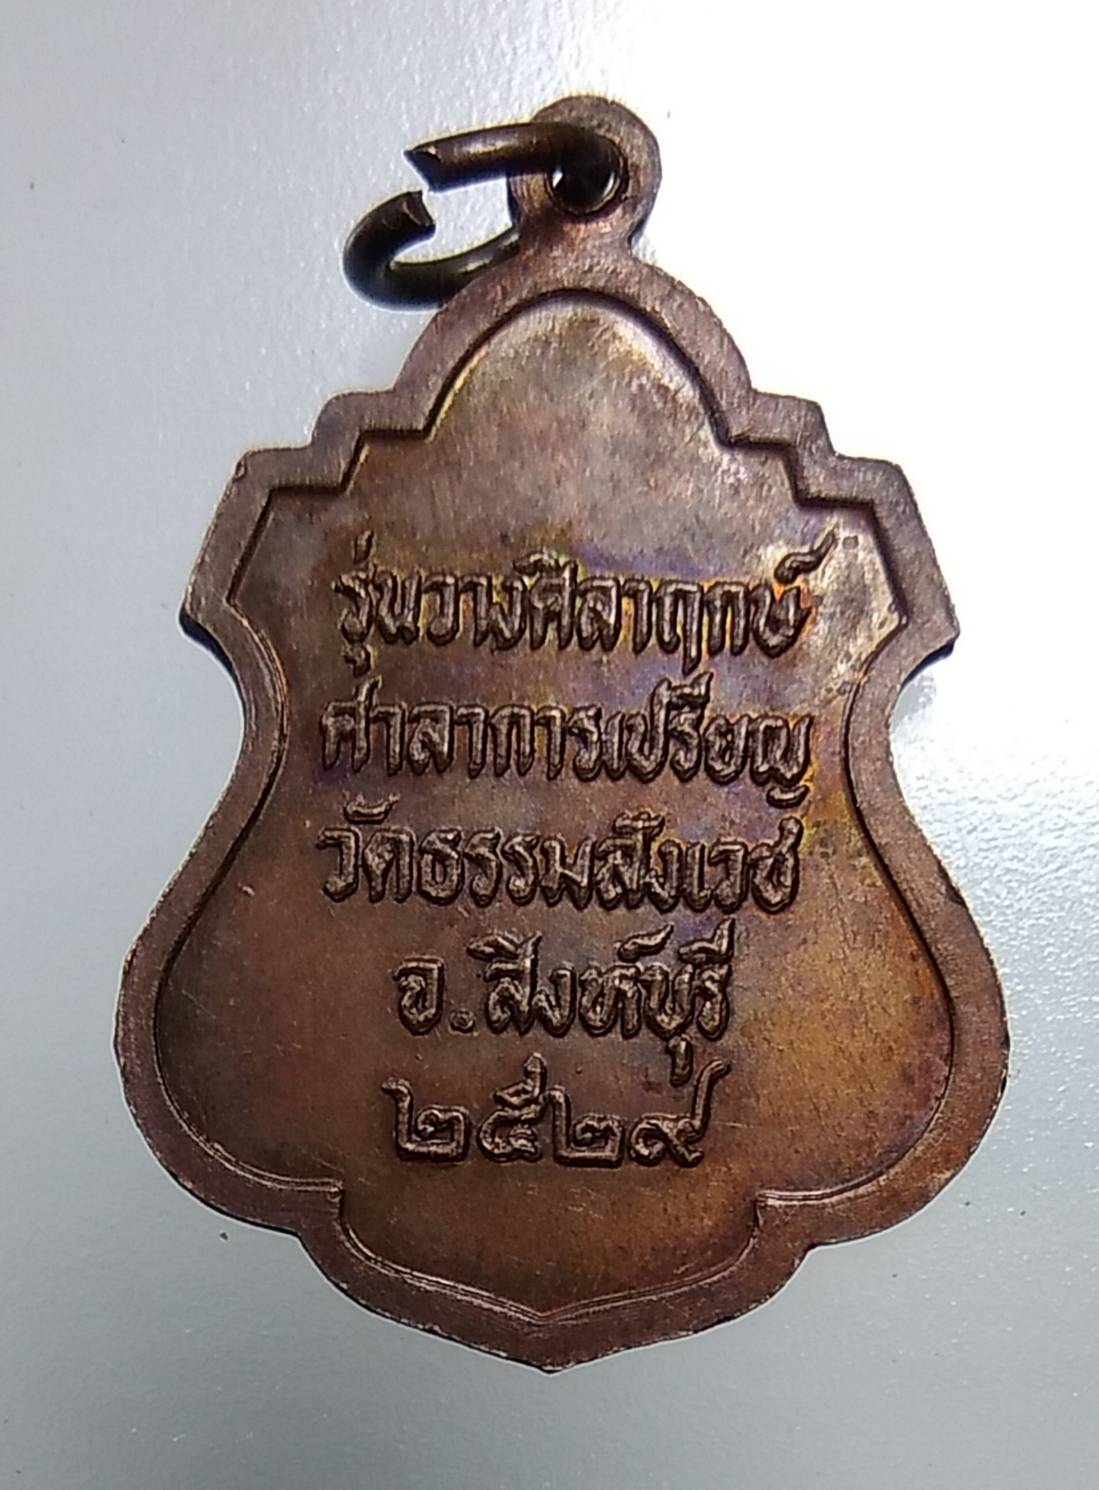 รุ่นวางศิลาฤกษ์
ศาลาการเปรียญ
วัดธรรมสังเวช
จ.สิงห์บุรี
๒๕๒๙